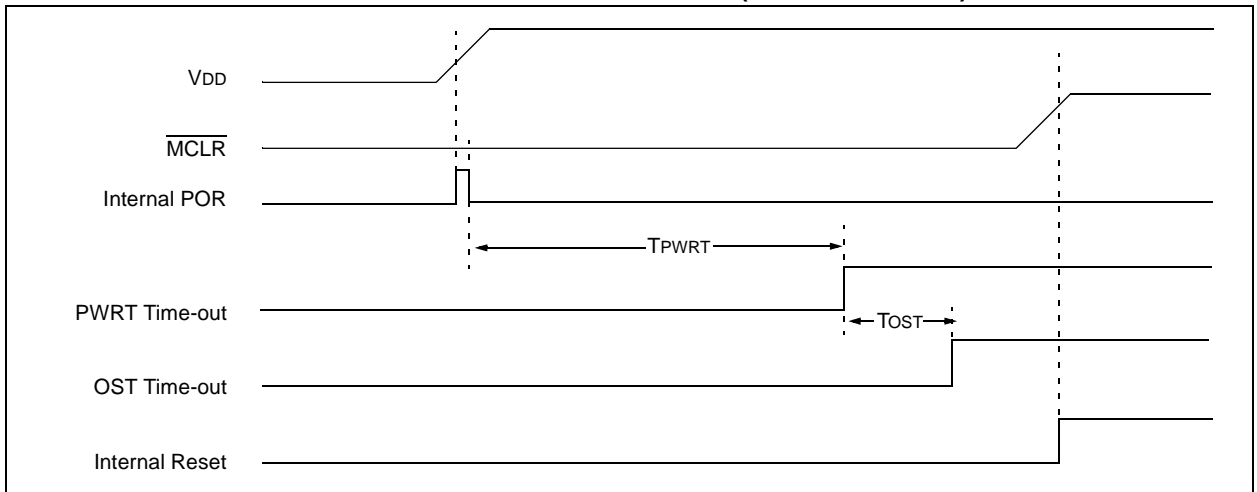 VDD
MCLR
Internal POR
TPWRT
PWRT Time-out
TOST
OST Time-out
Internal Reset